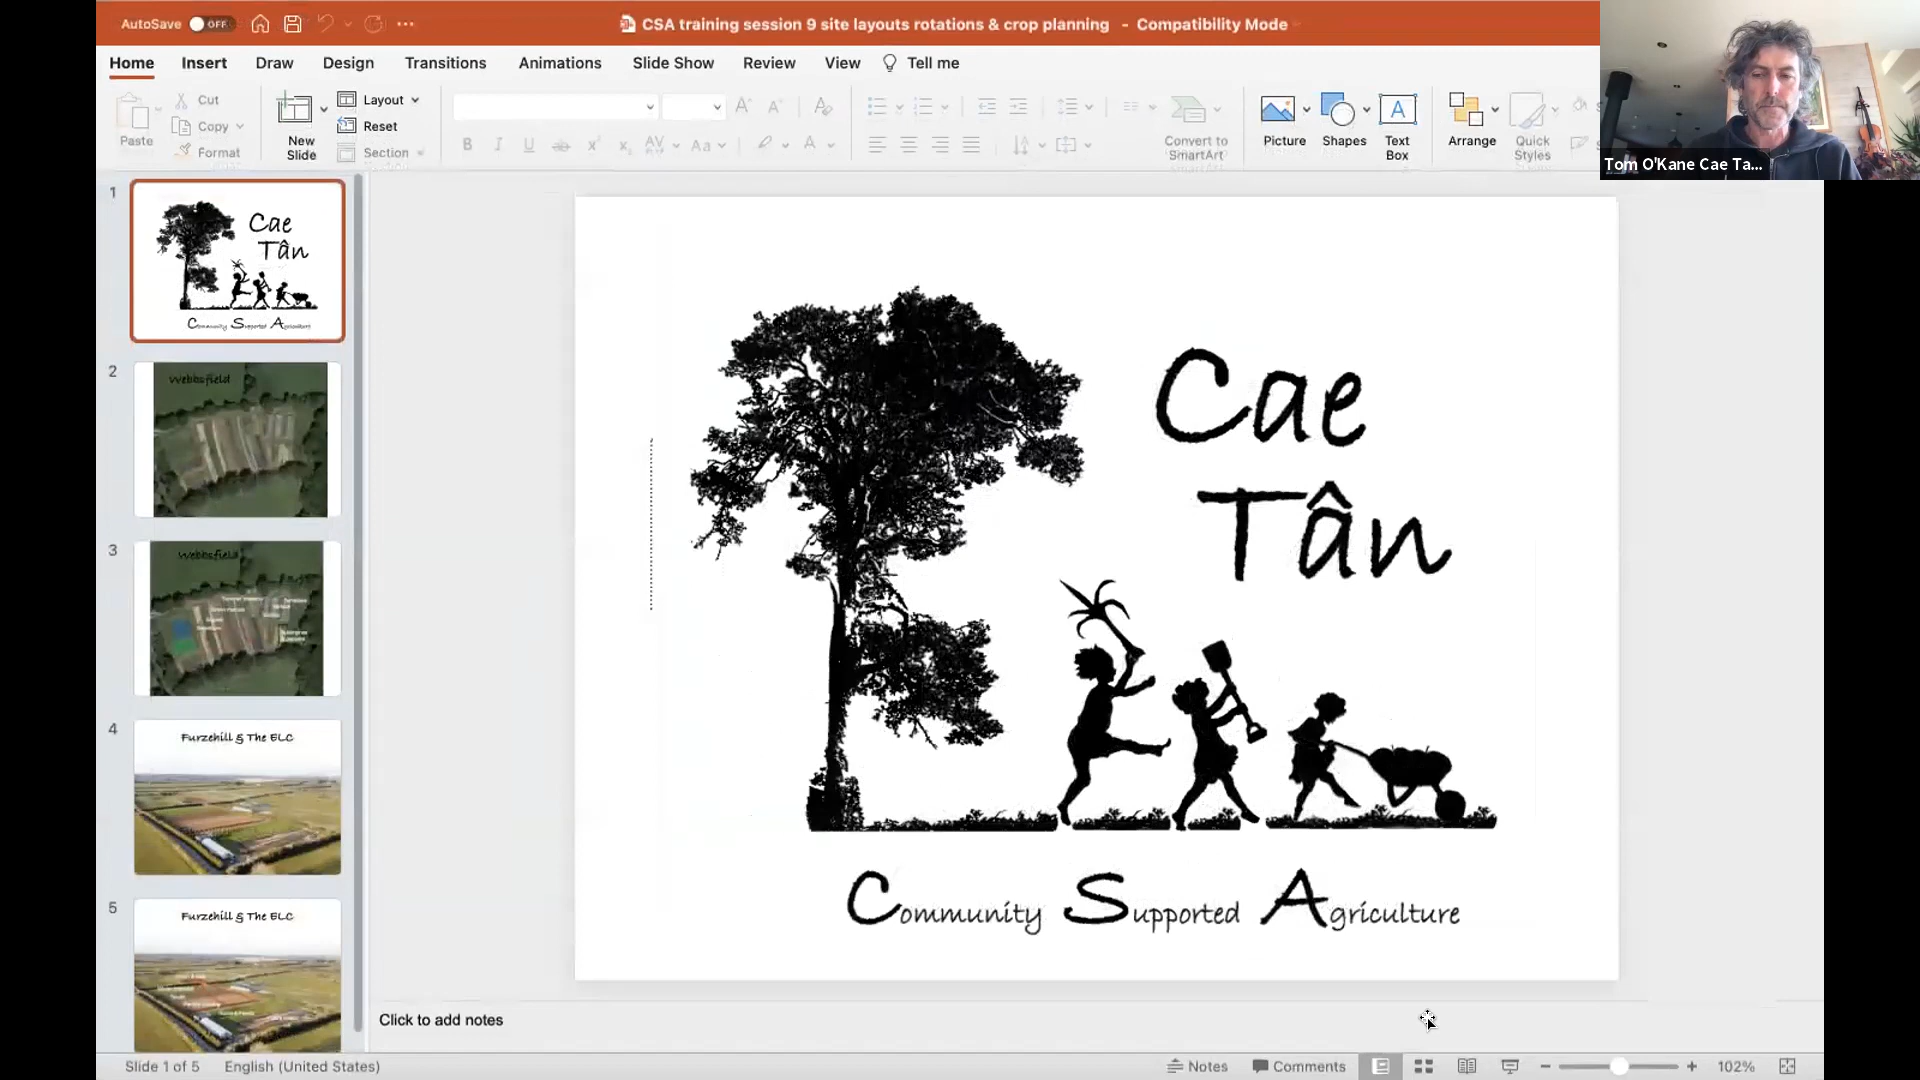 AutoSave OFF
CSA training session 9 site layouts rotations & crop planning - Compatibility Mode
Home Insert Draw Design Transitions Animations Slide Show Review View Tell me
Paste
Cut
Copy
Format
New Slide
Layout
Reset
Section
Convert to SmartArt
Picture
Shapes
Text Box
Arrange
Quick Styles
Tom O'Kane Cae Ta...
1
Cae
Tân
Community Supported Agriculture
2
Webbsfield
3
Webbsfield
4
Furzehill & The ELC
5
Furzehill & The ELC
Cae
Tân
Community Supported Agriculture
Click to add notes
Slide 1 of 5 English (United States) Notes Comments 102%